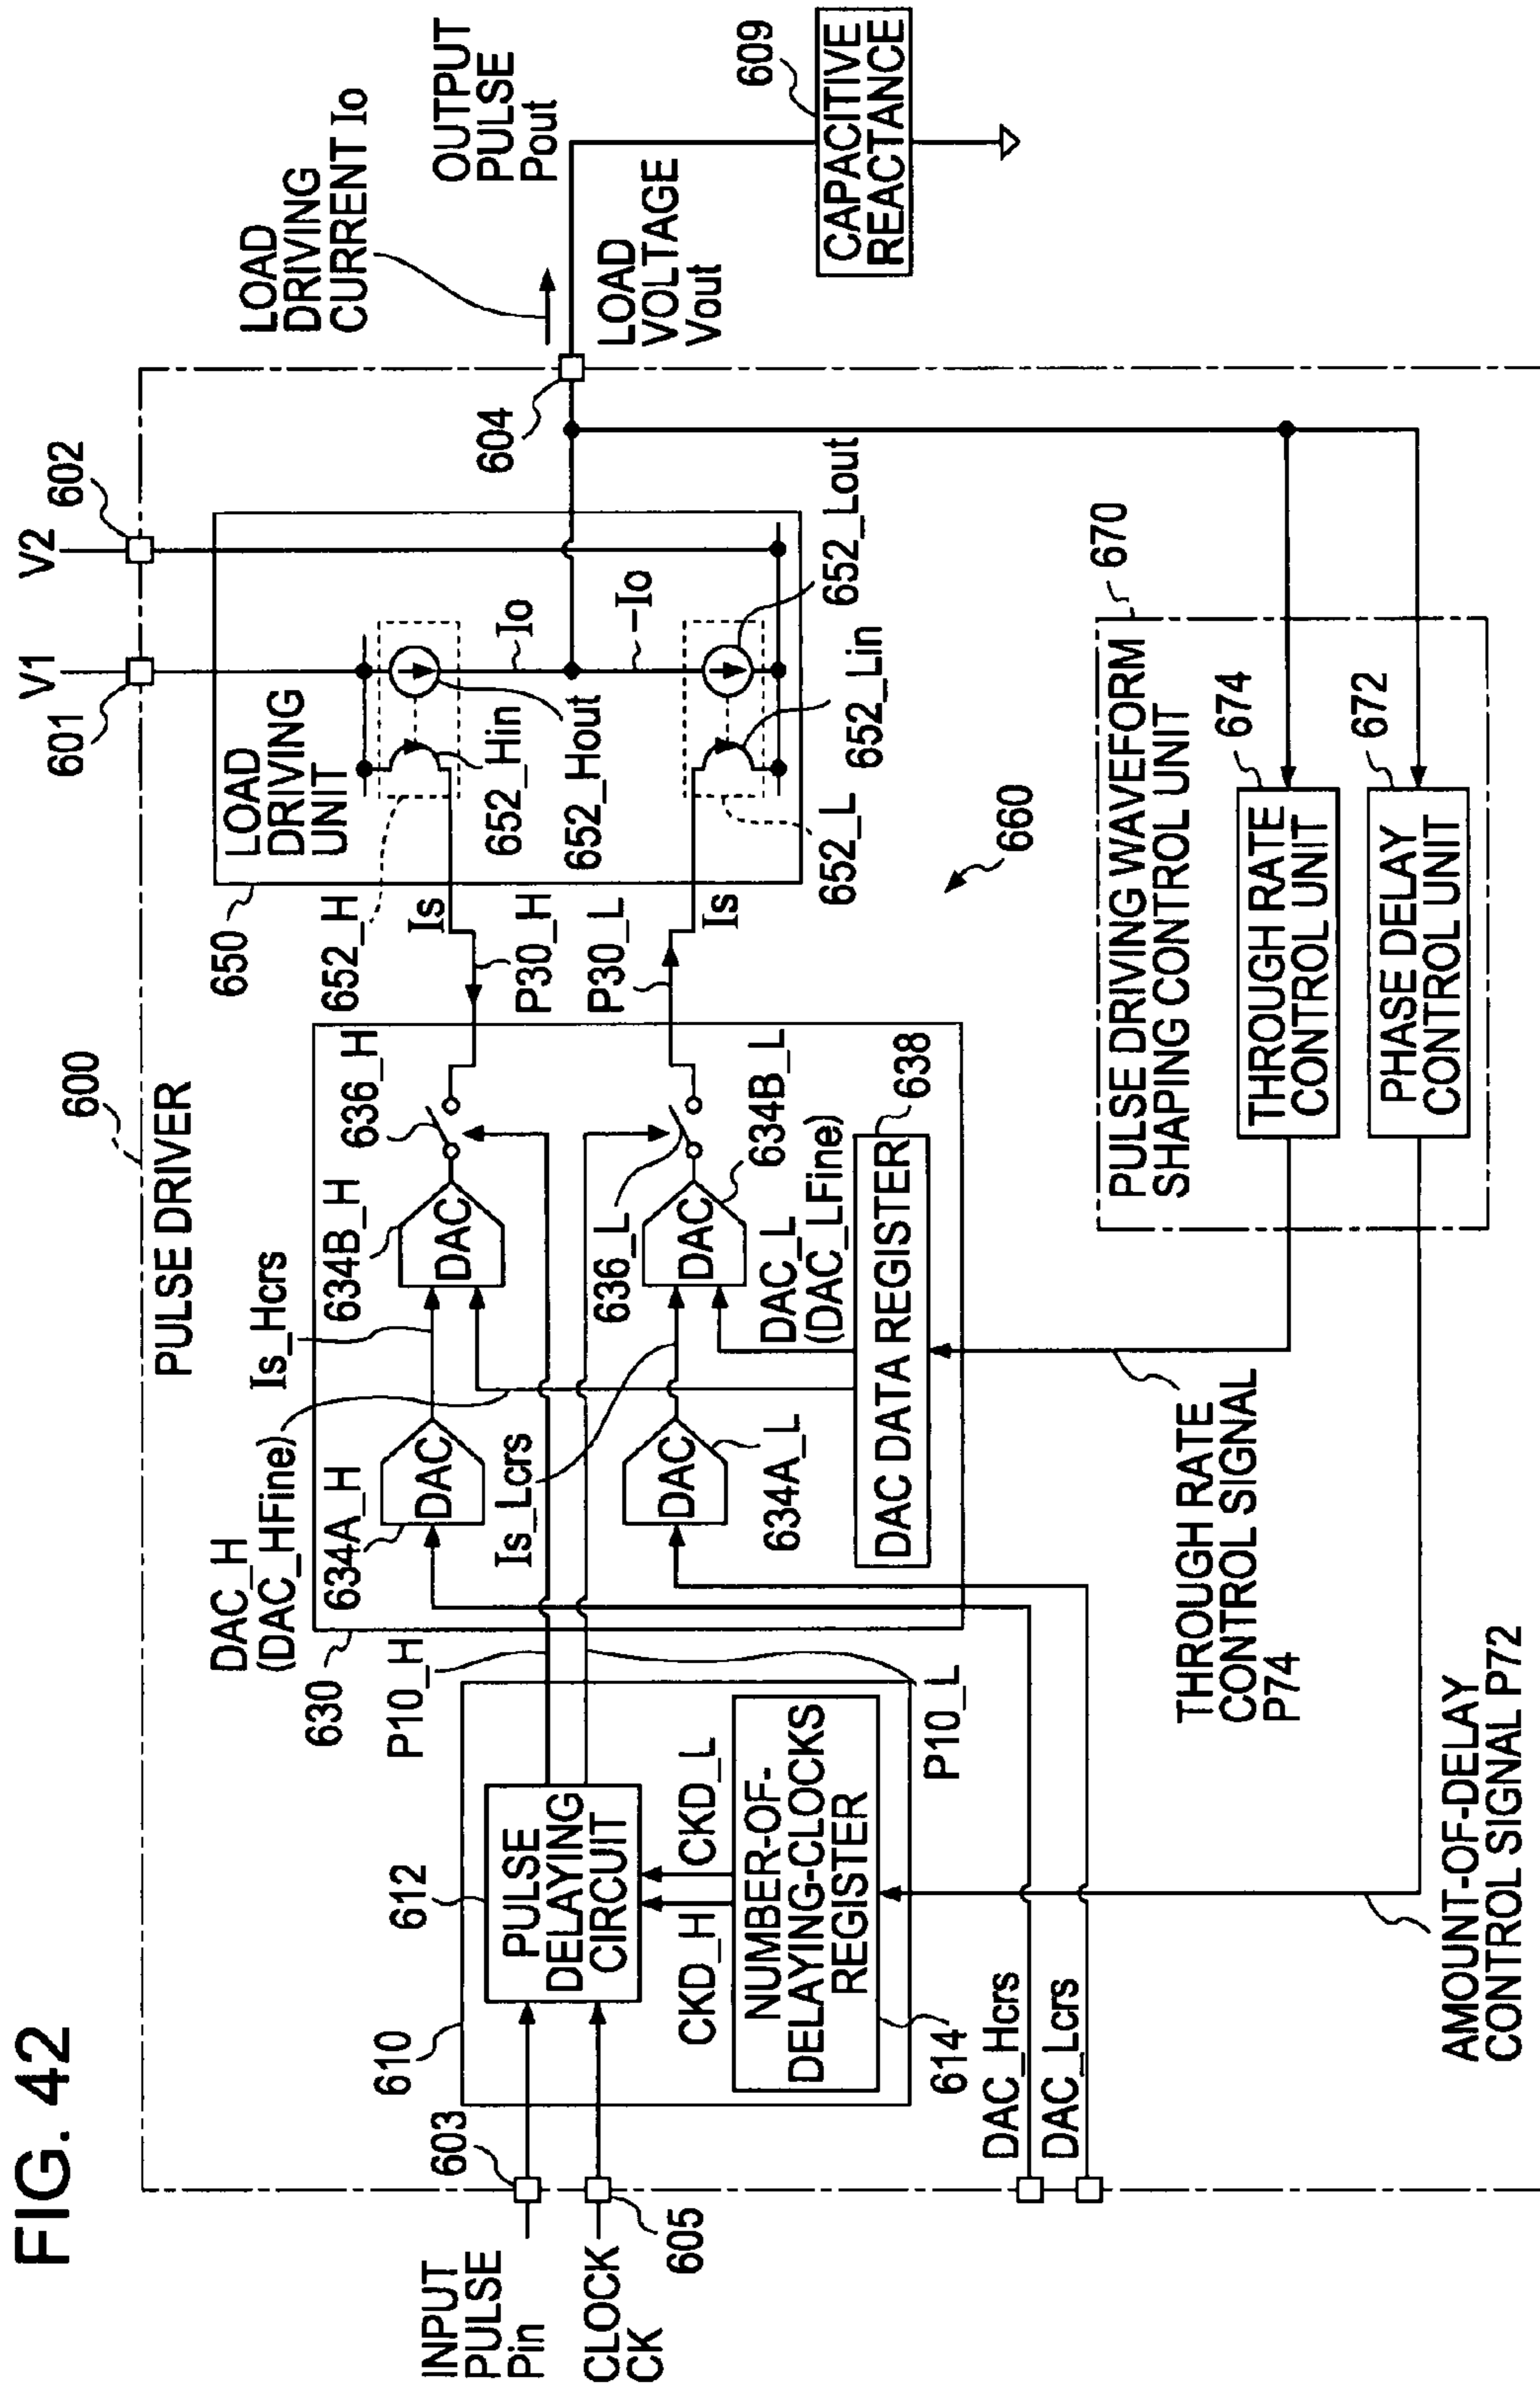 FIG. 42
600
PULSE DRIVER
V1
601
V2
602
INPUT
PULSE
Pin
603
CLOCK
CK
605
610
612
PULSE
DELAYING
CIRCUIT
CKD_H
CKD_L
NUMBER-OF-
DELAYING-CLOCKS
REGISTER
614
P10_H
P10_L
DAC_Hcrs
DAC_Lcrs
630
DAC_H
(DAC_HFine)
634A_H
DAC
Is_Hcrs
634B_H
DAC
636_H
Is_Lcrs
DAC
634A_L
636_L
DAC
634B_L
DAC_L
(DAC_LFine)
DAC DATA REGISTER
638
650
LOAD
DRIVING
UNIT
652_H
Is
P30_H
P30_L
Is
652_Hin
652_Hout
Io
-Io
652_L
652_Lin
652_Lout
604
LOAD
DRIVING
CURRENT Io
OUTPUT
PULSE
Pout
LOAD
VOLTAGE
Vout
609
CAPACITIVE
REACTANCE
660
670
PULSE DRIVING WAVEFORM
SHAPING CONTROL UNIT
674
THROUGH RATE
CONTROL UNIT
672
PHASE DELAY
CONTROL UNIT
THROUGH RATE
CONTROL SIGNAL
P74
AMOUNT-OF-DELAY
CONTROL SIGNAL P72